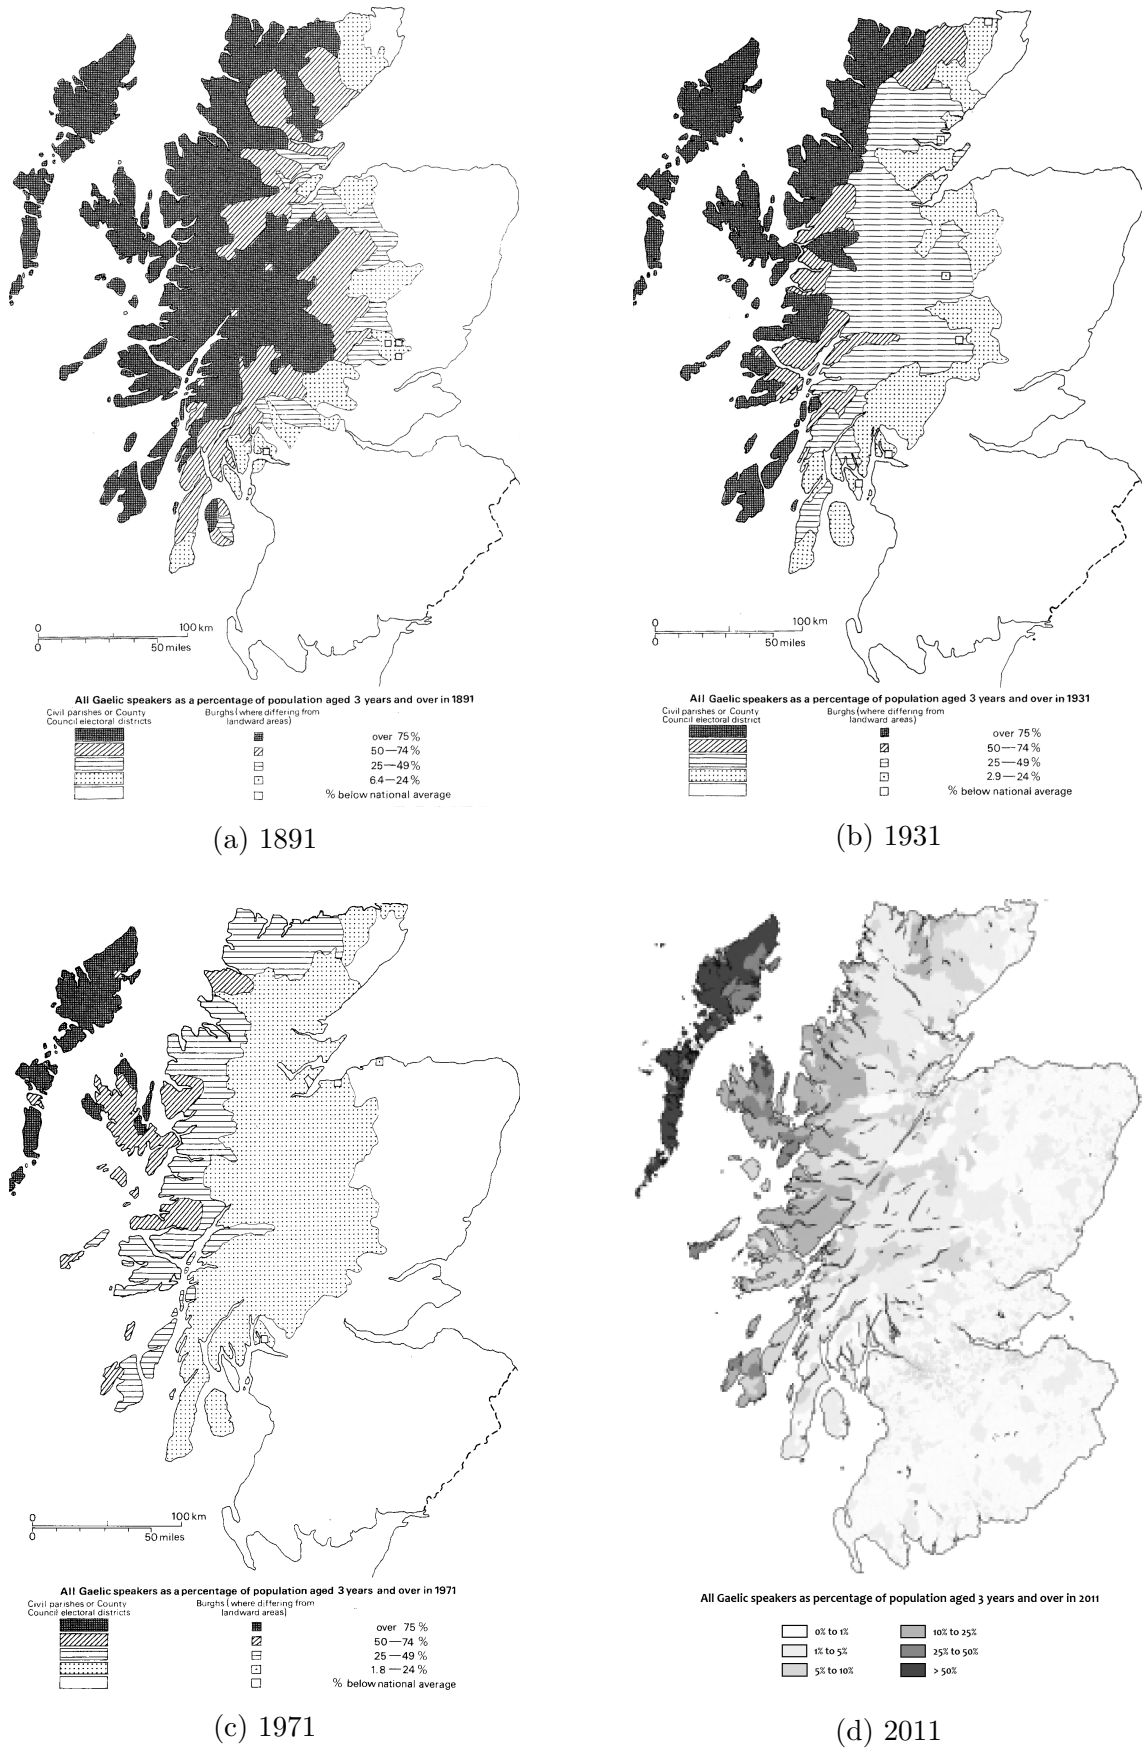 0
100 km
0
50 miles
All Gaelic speakers as a percentage of population aged 3 years and over in 1891
Civil parishes or County
Council electoral districts
Burghs (where differing from
landward areas)
over 75%
50—74%
25—49%
6.4—24%
% below national average
(a) 1891
0
100 km
0
50 miles
All Gaelic speakers as a percentage of population aged 3 years and over in 1931
Civil parishes or County
Council electoral district
Burghs (where differing from
landward areas)
over 75%
50—74%
25—49%
2.9—24%
% below national average
(b) 1931
0
100 km
0
50 miles
All Gaelic speakers as a percentage of population aged 3 years and over in 1971
Civil parishes or County
Council electoral districts
Burghs (where differing from
landward areas)
over 75 %
50—74 %
25—49 %
1.8—24 %
% below national average
(c) 1971
All Gaelic speakers as percentage of population aged 3 years and over in 2011
0% to 1%
10% to 25%
1% to 5%
25% to 50%
5% to 10%
> 50%
(d) 2011